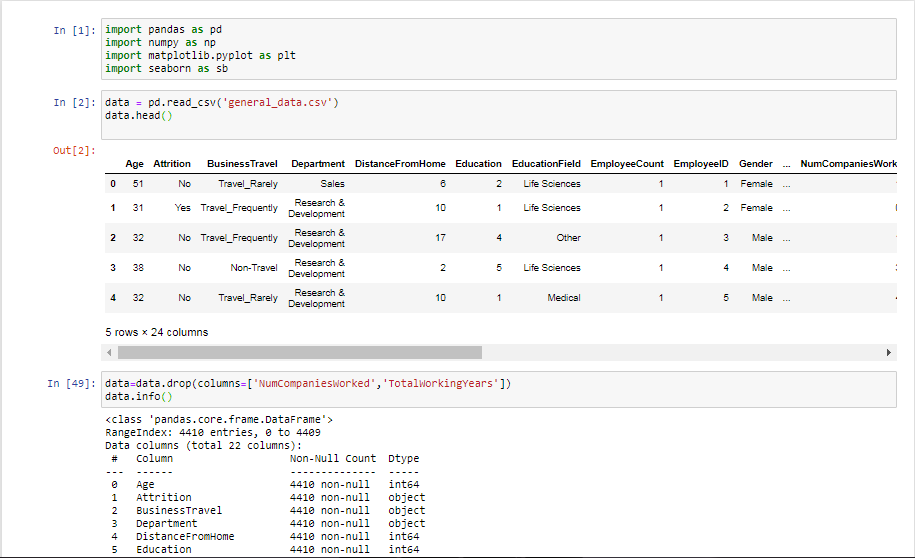 In [1]: import pandas as pd
import numpy as np
import matplotlib.pyplot as plt
import seaborn as sb
In [2]: data = pd.read_csv('general_data.csv')
data.head()
Out[2]:
Age Attrition BusinessTravel Department DistanceFromHome Education EducationField EmployeeCount EmployeeID Gender ... NumCompaniesWork
0 51 No Travel_Rarely Sales 6 2 Life Sciences 1 1 Female ...
1 31 Yes Travel_Frequently Research & Development 10 1 Life Sciences 1 2 Female ...
2 32 No Travel_Frequently Research & Development 17 4 Other 1 3 Male ...
3 38 No Non-Travel Research & Development 2 5 Life Sciences 1 4 Male ...
4 32 No Travel_Rarely Research & Development 10 1 Medical 1 5 Male ...
5 rows × 24 columns
In [49]: data=data.drop(columns=['NumCompaniesWorked','TotalWorkingYears'])
data.info()
<class 'pandas.core.frame.DataFrame'>
RangeIndex: 4410 entries, 0 to 4409
Data columns (total 22 columns):
# Column Non-Null Count Dtype
--- ------ -------------- -----
0 Age 4410 non-null int64
1 Attrition 4410 non-null object
2 BusinessTravel 4410 non-null object
3 Department 4410 non-null object
4 DistanceFromHome 4410 non-null int64
5 Education 4410 non-null int64